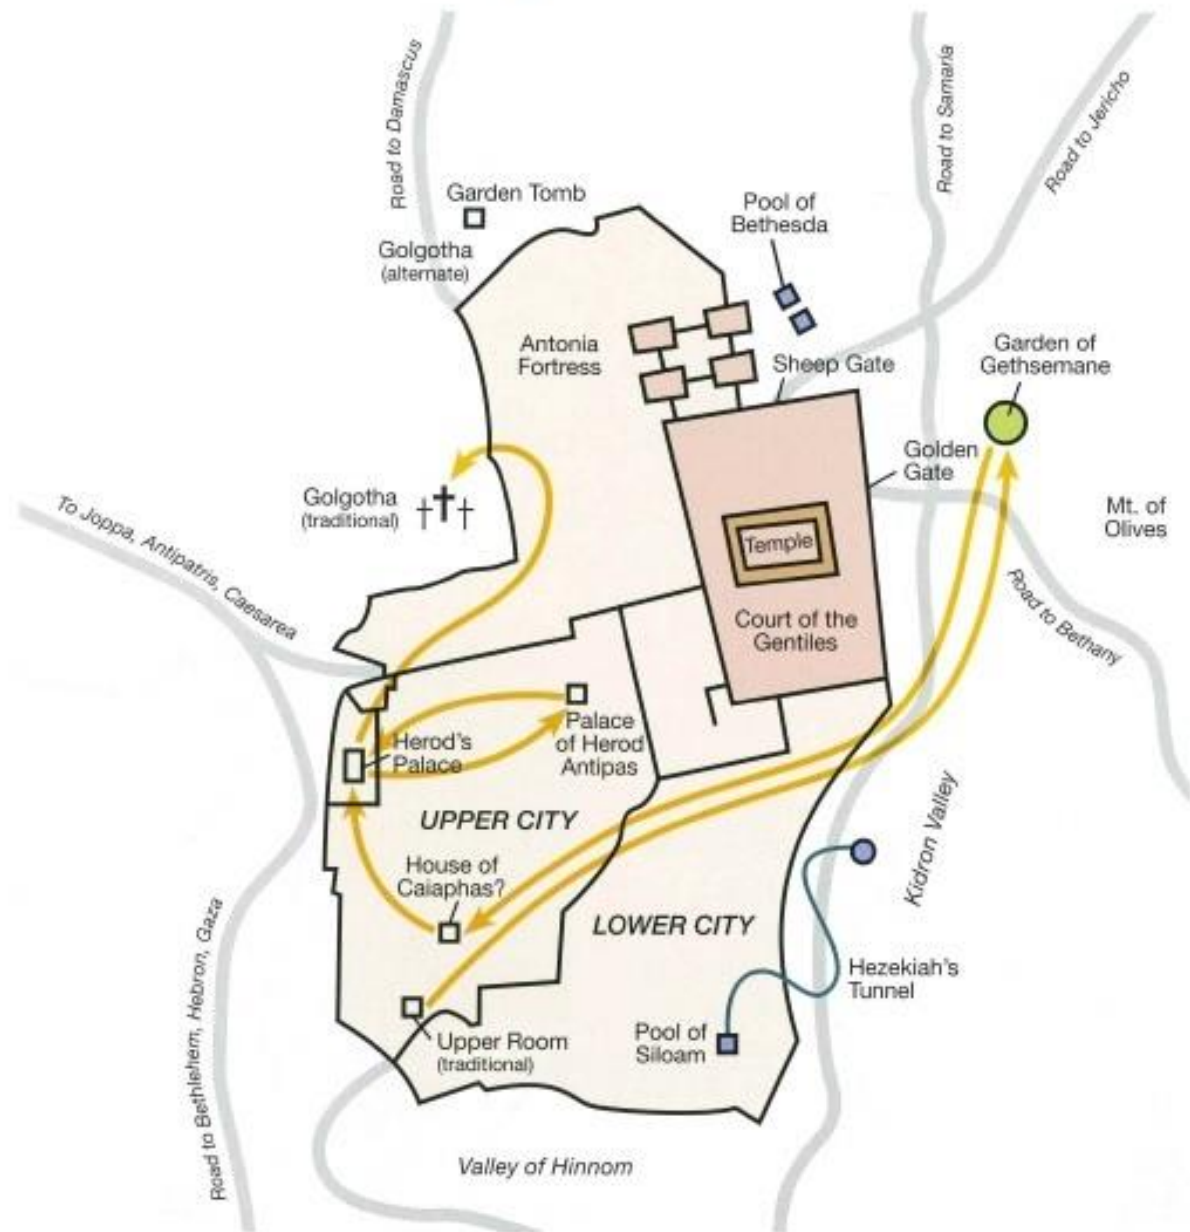 Road to Damascus
Road to Samaria
Road to Jericho
Garden Tomb
Golgotha
(alternate)
Pool of
Bethesda
Antonia
Fortress
Sheep Gate
Garden of
Gethsemane
Golden
Gate
Golgotha
(traditional)
Mt. of
Olives
To Joppa, Antipatris, Caesarea
Temple
Road to Bethany
Court of the
Gentiles
Palace
of Herod
Antipas
Herod's
Palace
UPPER CITY
House of
Caiaphas?
Kidron Valley
LOWER CITY
Hezekiah's
Tunnel
Road to Bethlehem, Hebron, Gaza
Upper Room
(traditional)
Pool of
Siloam
Valley of Hinnom